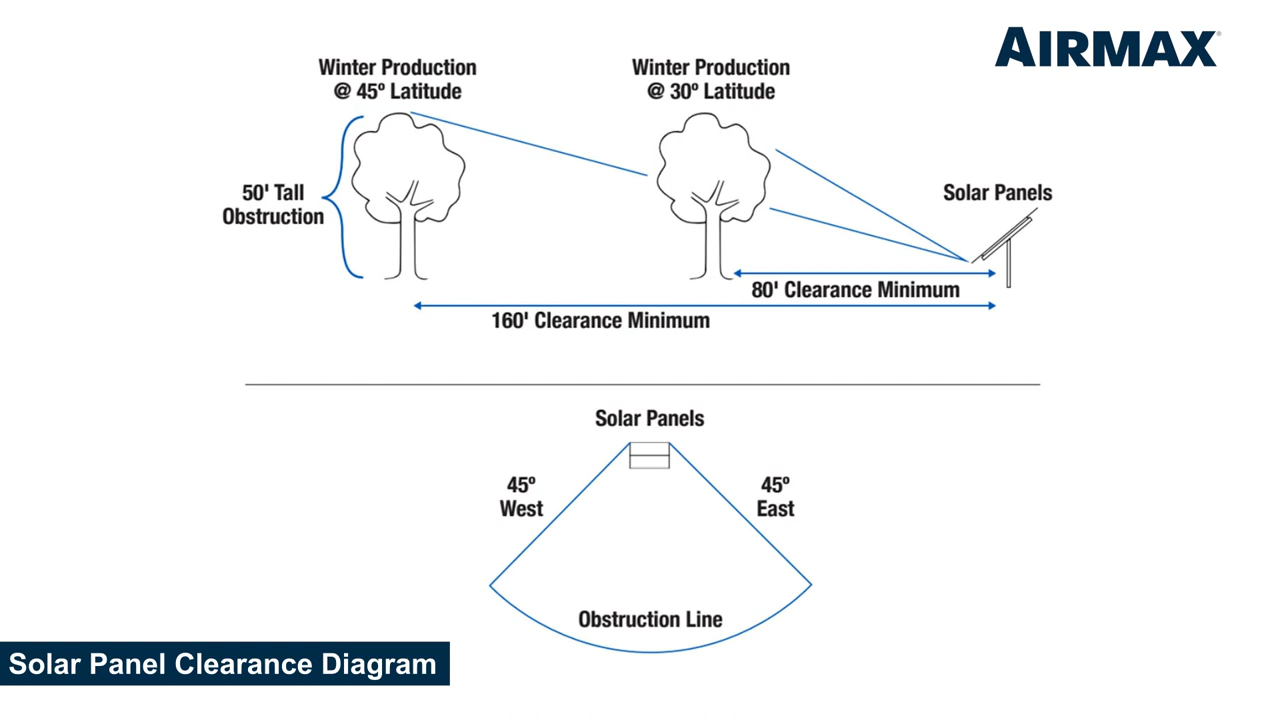 AIRMAX®
Winter Production
@ 45º Latitude
Winter Production
@ 30º Latitude
50' Tall
Obstruction
Solar Panels
80' Clearance Minimum
160' Clearance Minimum
Solar Panels
45º
West
45º
East
Obstruction Line
Solar Panel Clearance Diagram